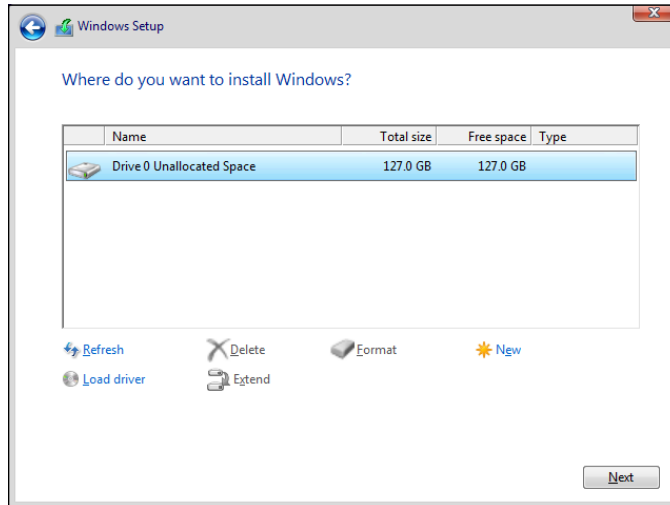 Windows Setup
Where do you want to install Windows?
Name Total size Free space Type
Drive 0 Unallocated Space 127.0 GB 127.0 GB
Refresh Delete Format New
Load driver Extend
Next